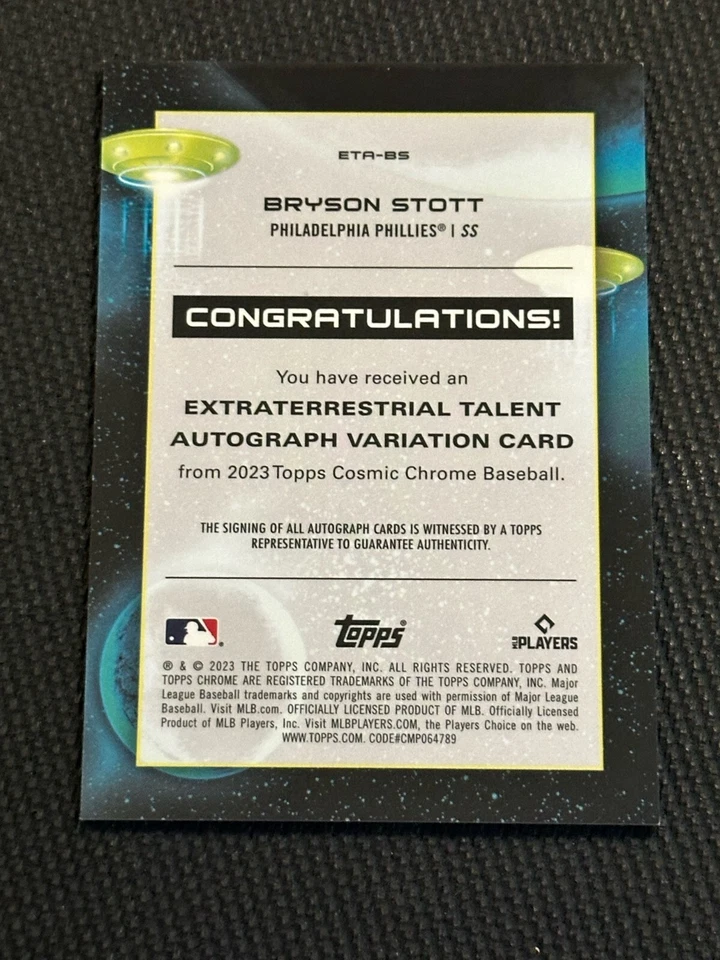 ETA-BS
BRYSON STOTT
PHILADELPHIA PHILLIES® | SS
CONGRATULATIONS!
You have received an
EXTRATERRESTRIAL TALENT
AUTOGRAPH VARIATION CARD
from 2023 Topps Cosmic Chrome Baseball.
THE SIGNING OF ALL AUTOGRAPH CARDS IS WITNESSED BY A TOPPS
REPRESENTATIVE TO GUARANTEE AUTHENTICITY.
topps®
MLB PLAYERS
® & © 2023 THE TOPPS COMPANY, INC. ALL RIGHTS RESERVED. TOPPS AND
TOPPS CHROME ARE REGISTERED TRADEMARKS OF THE TOPPS COMPANY, INC. Major
League Baseball trademarks and copyrights are used with permission of Major League
Baseball. Visit MLB.com. OFFICIALLY LICENSED PRODUCT OF MLB. Officially Licensed
Product of MLB Players, Inc. Visit MLBPLAYERS.COM, the Players Choice on the web.
WWW.TOPPS.COM. CODE#CMP064789